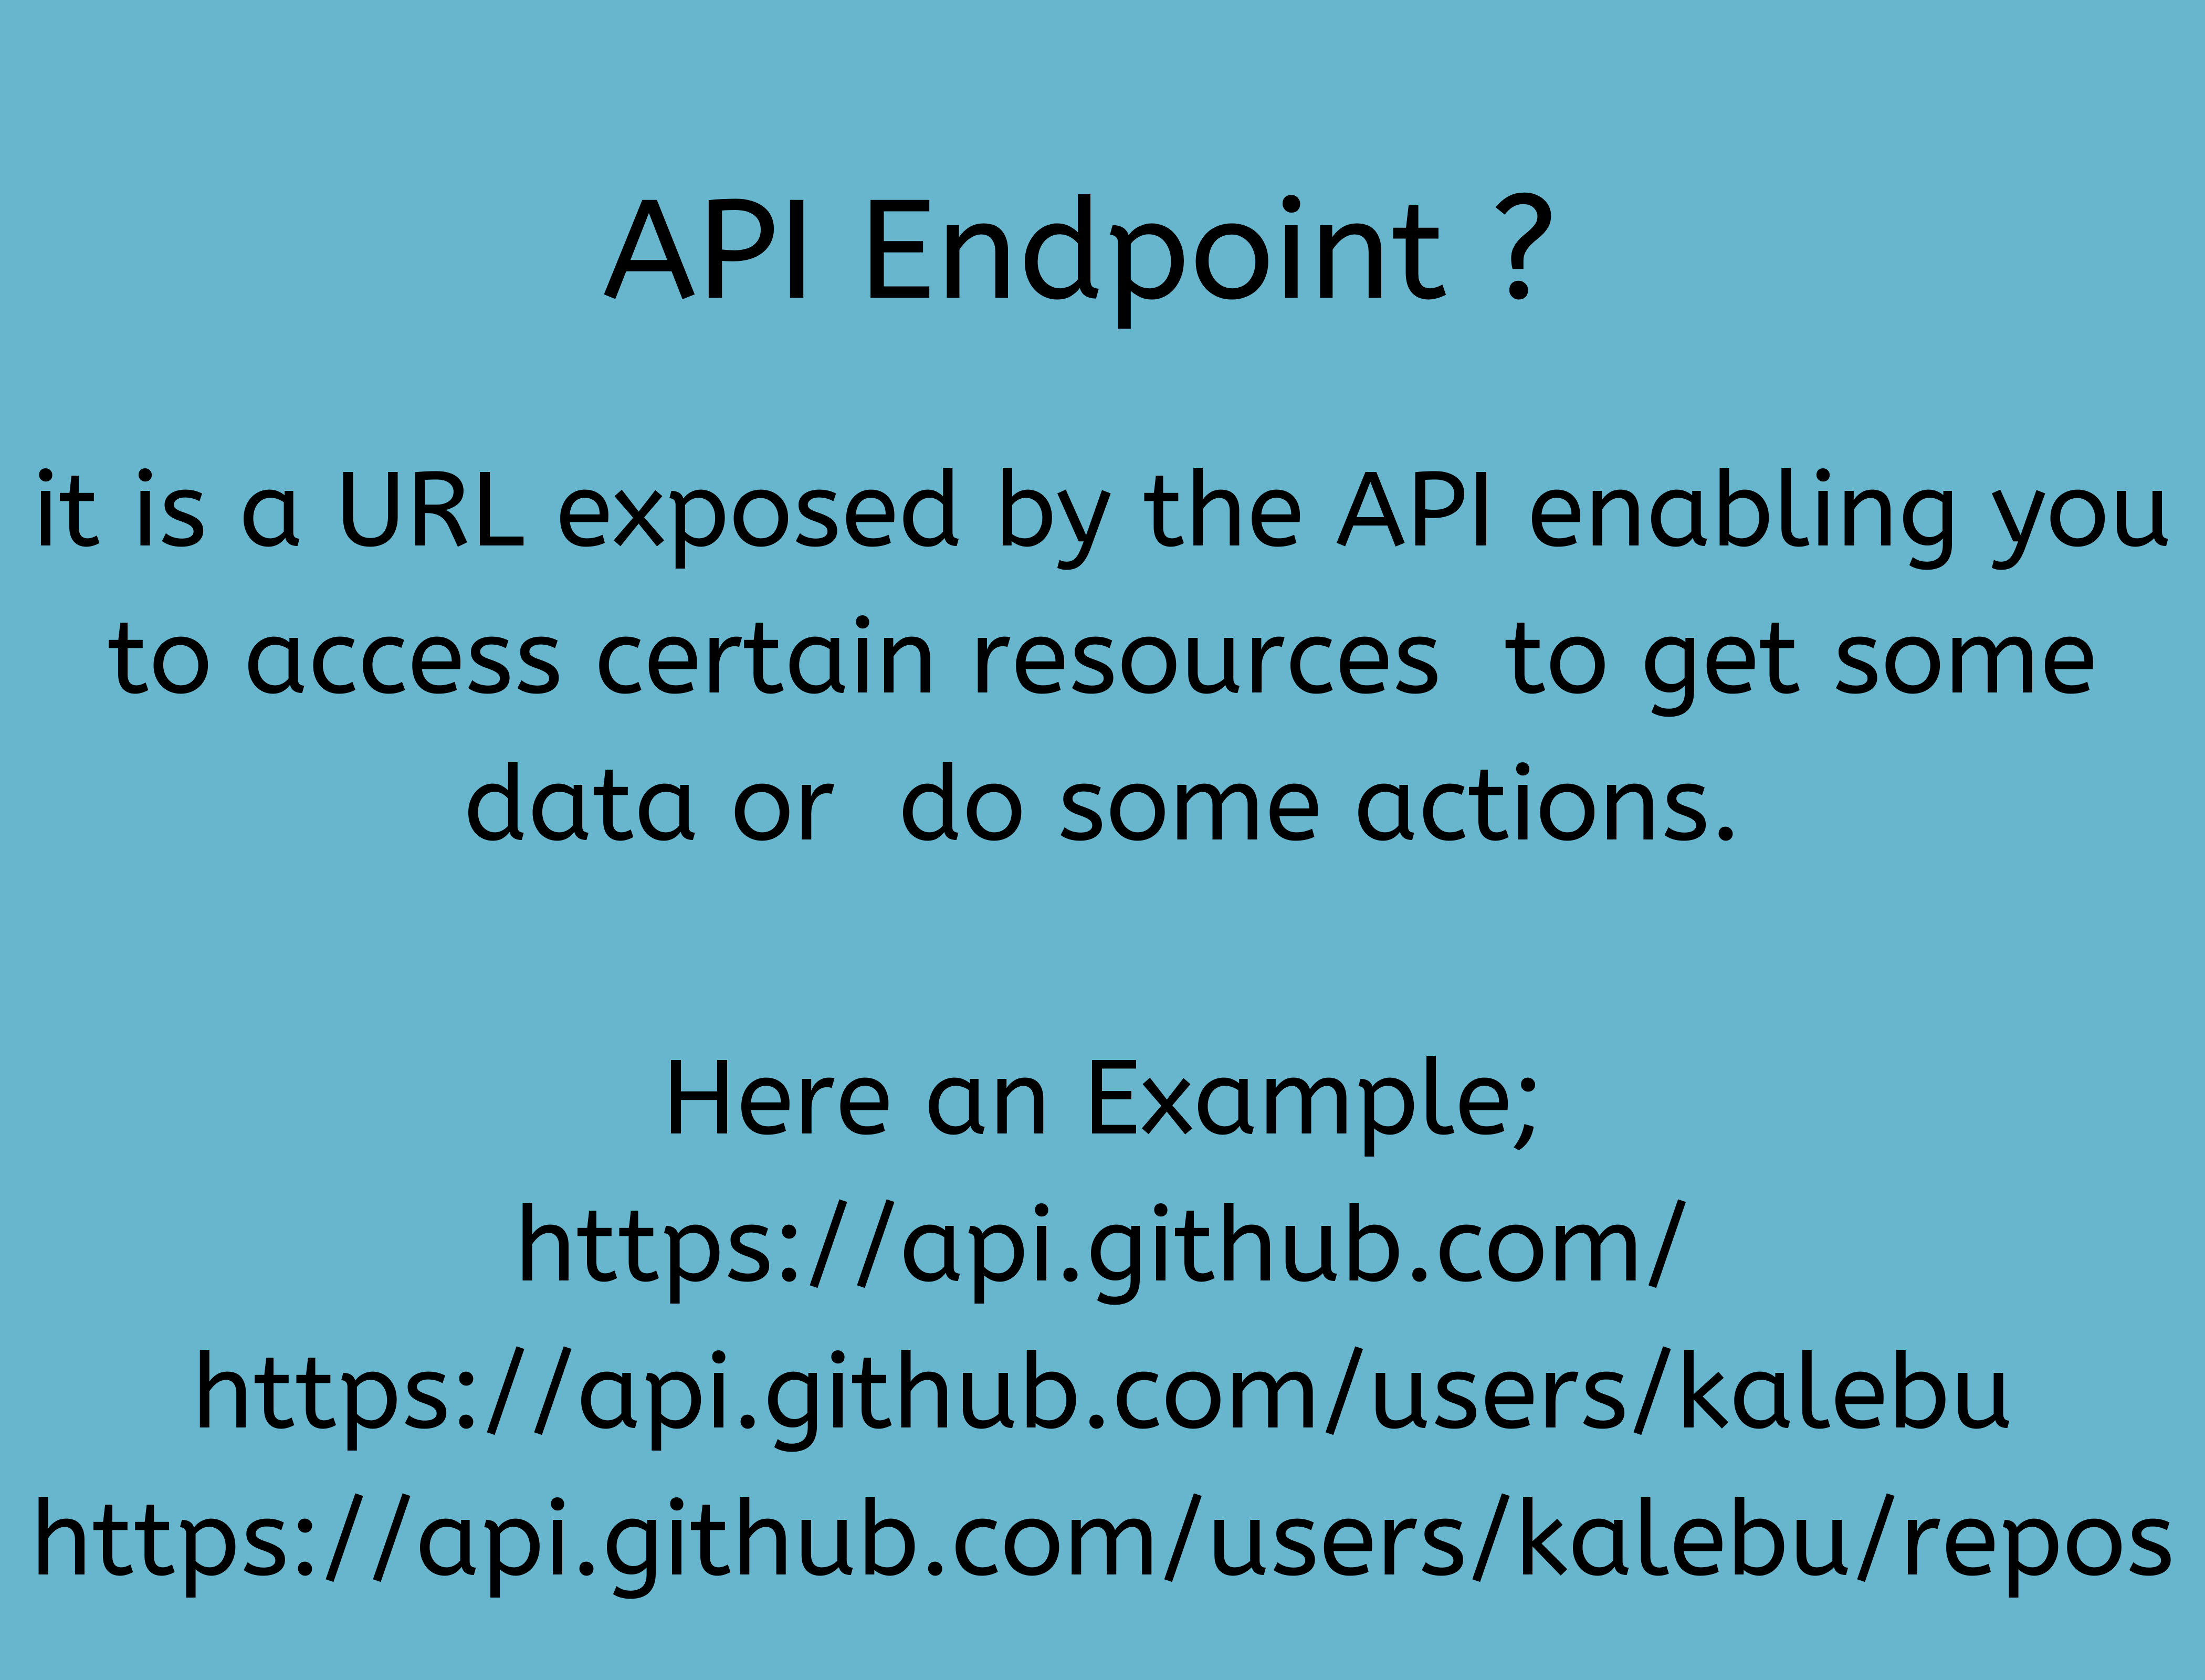 API Endpoint ?
it is a URL exposed by the API enabling you
to access certain resources  to get some
data or  do some actions.
Here an Example;
https://api.github.com/
https://api.github.com/users/kalebu
https://api.github.com/users/kalebu/repos